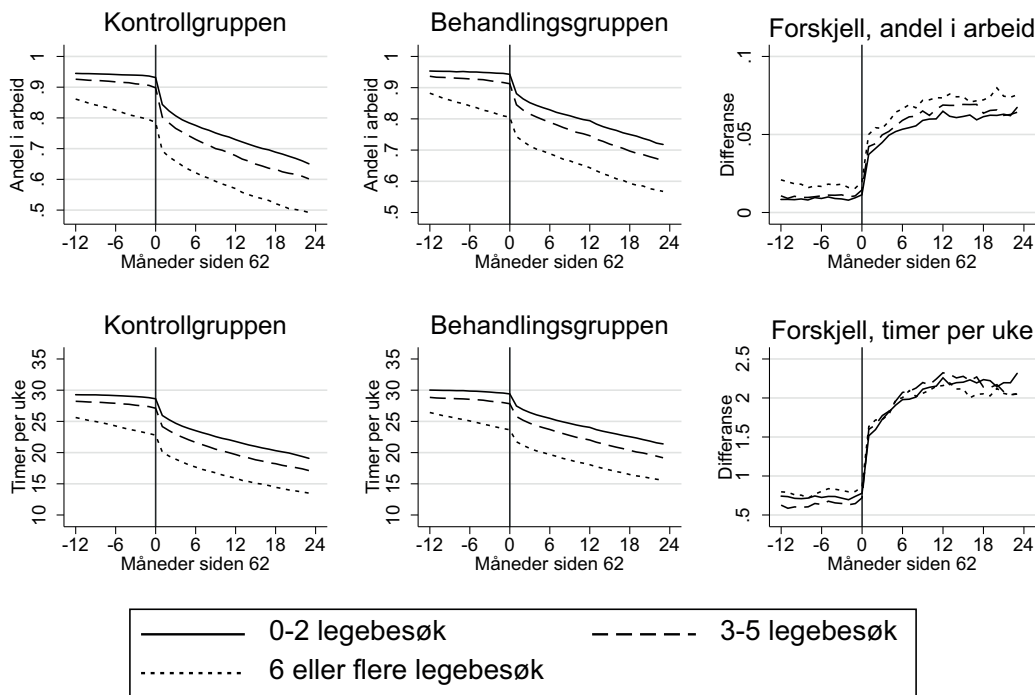 Kontrollgruppen
Andel i arbeid
1
.9
.8
.7
.6
.5
-12 -6 0 6 12 18 24
Måneder siden 62
Behandlingsgruppen
Andel i arbeid
1
.9
.8
.7
.6
.5
-12 -6 0 6 12 18 24
Måneder siden 62
Forskjell, andel i arbeid
Differanse
.1
.05
0
-12 -6 0 6 12 18 24
Måneder siden 62
Kontrollgruppen
Timer per uke
35
30
25
20
15
10
-12 -6 0 6 12 18 24
Måneder siden 62
Behandlingsgruppen
Timer per uke
35
30
25
20
15
10
-12 -6 0 6 12 18 24
Måneder siden 62
Forskjell, timer per uke
Differanse
2.5
2
1.5
1
.5
-12 -6 0 6 12 18 24
Måneder siden 62
0-2 legebesøk
3-5 legebesøk
6 eller flere legebesøk